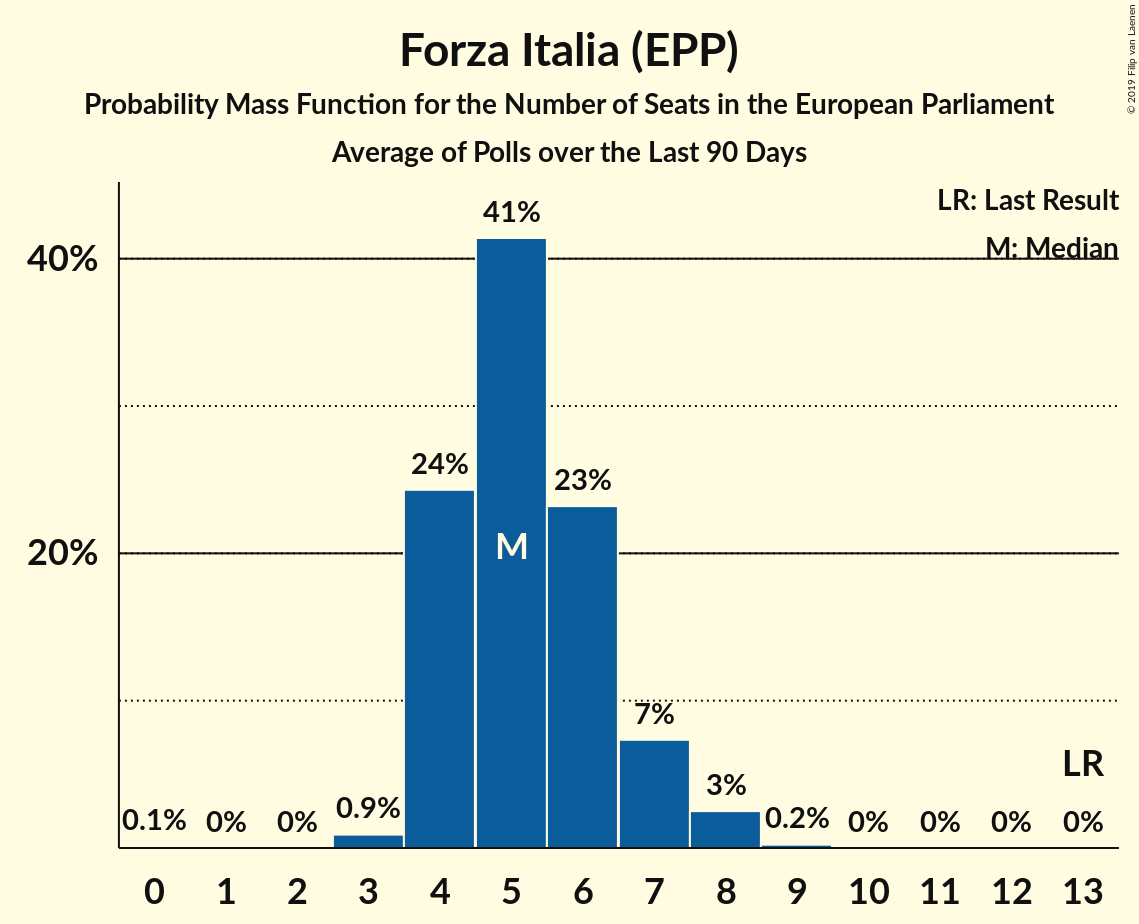 Forza Italia (EPP)
Probability Mass Function for the Number of Seats in the European Parliament
Average of Polls over the Last 90 Days
© 2019 Filip van Laenen
LR: Last Result
M: Median
41%
40%
24%
23%
M
20%
7%
LR
3%
0.1% 0% 0% 0.9% 0.2% 0% 0% 0% 0%
0 1 2 3 4 5 6 7 8 9 10 11 12 13